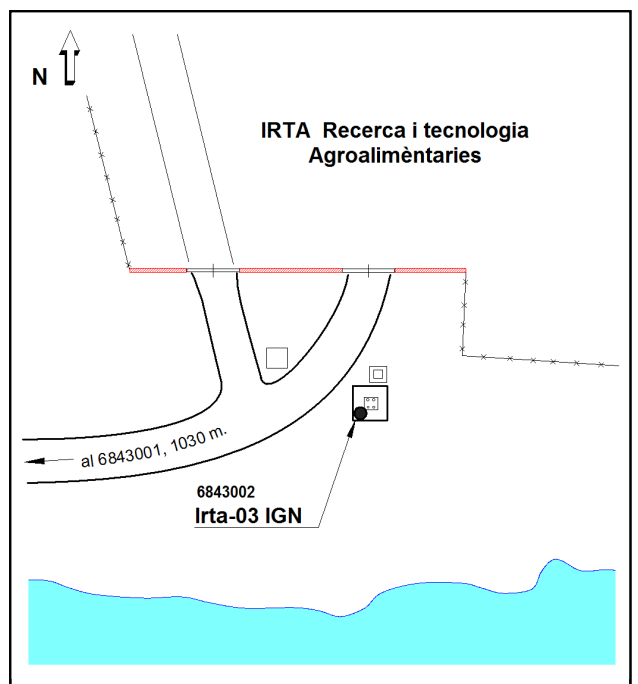 N
IRTA Recerca i tecnologia
Agroalimèntaries
al 6843001, 1030 m.
6843002
Irta-03 IGN